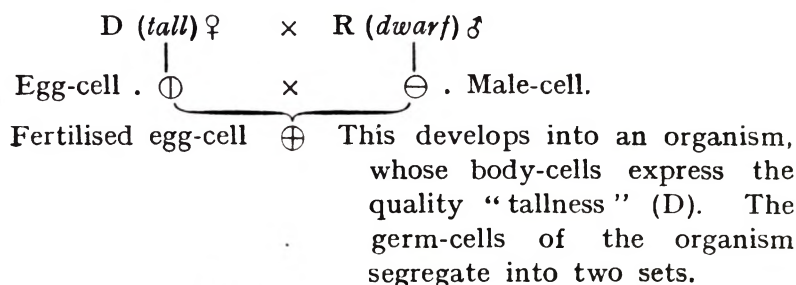 D (tall) ♀ × R (dwarf) ♂
Egg-cell . ⦶ × ⊖ . Male-cell.
Fertilised egg-cell ⊕ This develops into an organism,
whose body-cells express the
quality “tallness” (D). The
germ-cells of the organism
segregate into two sets.